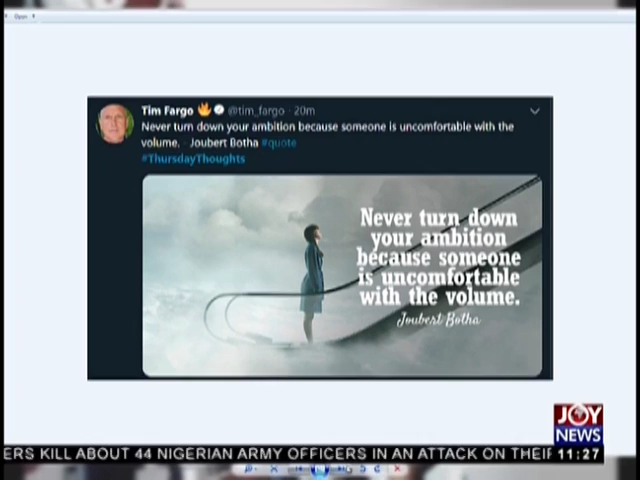 Open
Tim Fargo @tim_fargo · 20m
Never turn down your ambition because someone is uncomfortable with the
volume. - Joubert Botha #quote
#ThursdayThoughts
Never turn down
your ambition
because someone
is uncomfortable
with the volume.
Joubert Botha
JOY
NEWS
ERS KILL ABOUT 44 NIGERIAN ARMY OFFICERS IN AN ATTACK ON THEIF 11:27